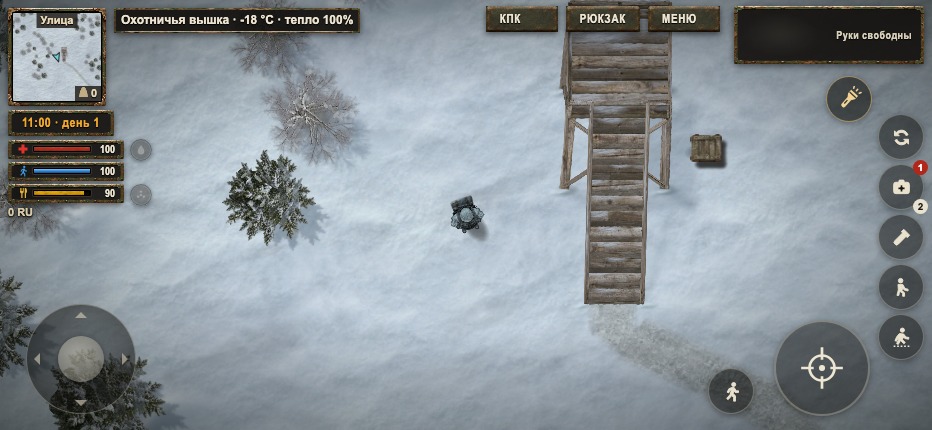 Улица
Охотничья вышка · -18 °C · тепло 100%
КПК
РЮКЗАК
МЕНЮ
Руки свободны
0
11:00 · день 1
100
100
90
0 RU
1
2